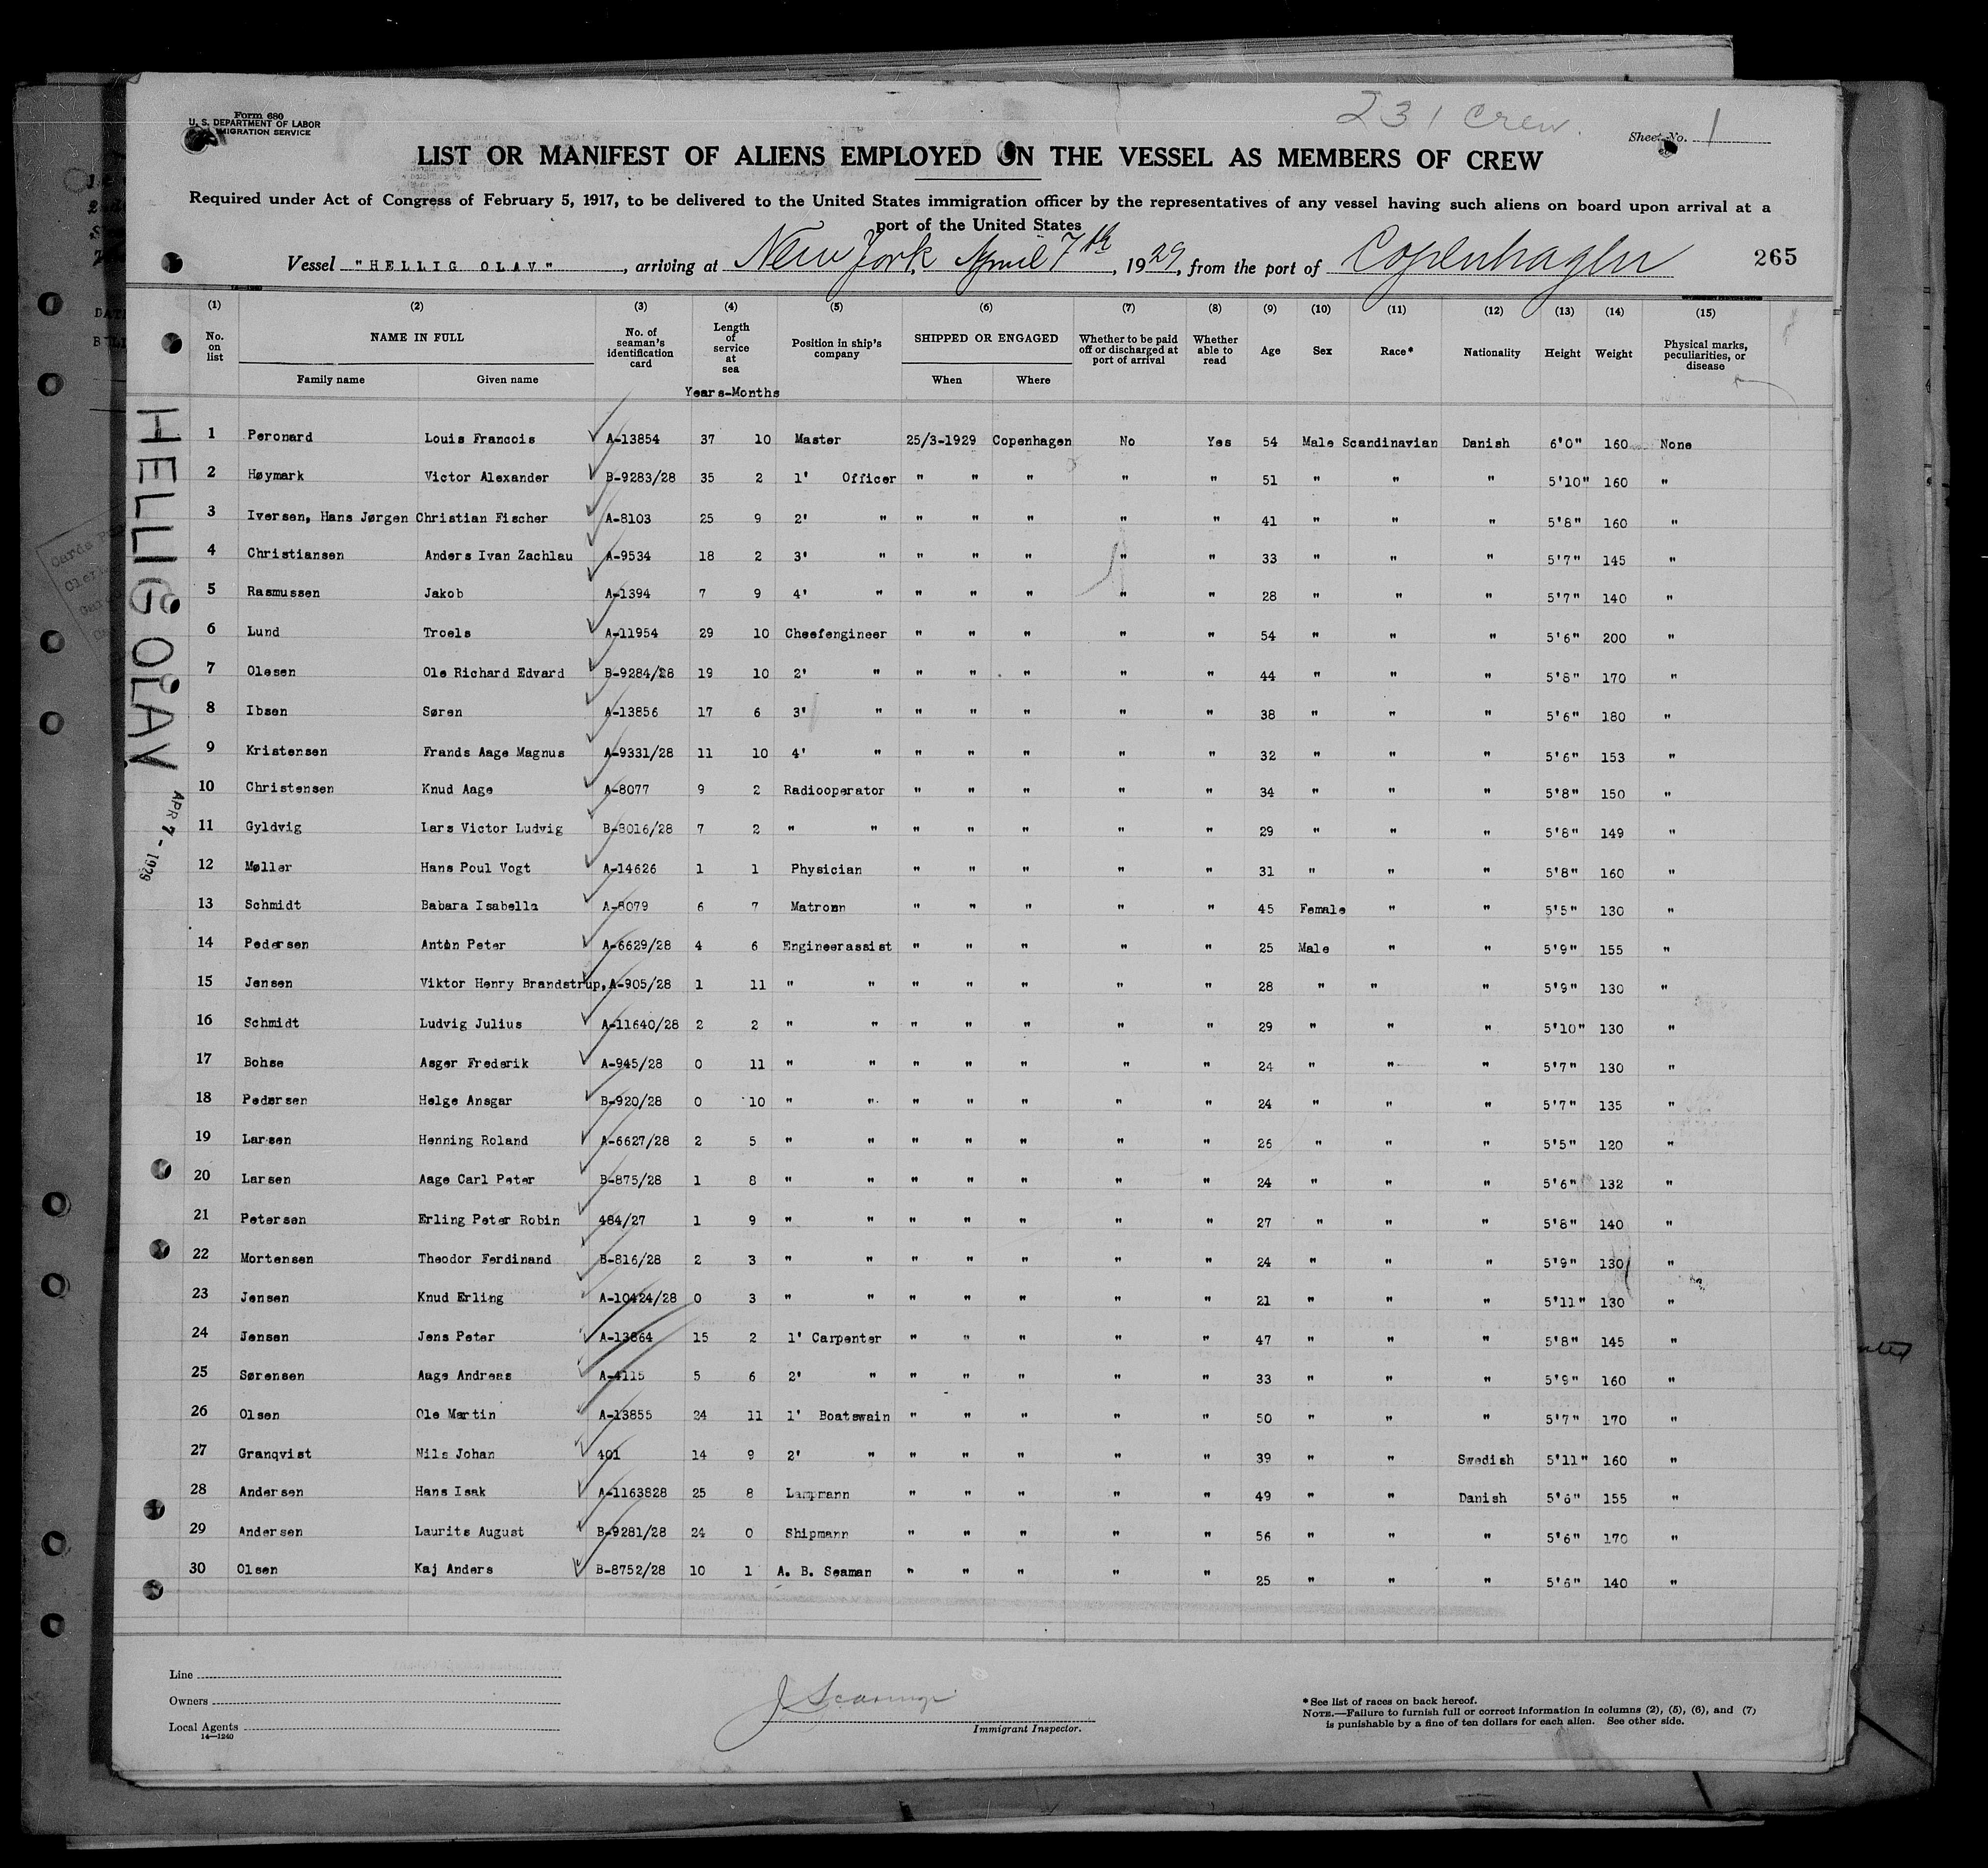 231 Crew.
Form 680
U. S. DEPARTMENT OF LABOR
IMMIGRATION SERVICE
Sheet No. 1
LIST OR MANIFEST OF ALIENS EMPLOYED ON THE VESSEL AS MEMBERS OF CREW
Required under Act of Congress of February 5, 1917, to be delivered to the United States immigration officer by the representatives of any vessel having such aliens on board upon arrival at a
port of the United States
Vessel "HELLIG OLAV", arriving at New York, April 7th, 1929, from the port of Copenhagen 265
(1) (2) (3) (4) (5) (6) (7) (8) (9) (10) (11) (12) (13) (14) (15)
No. on list NAME IN FULL Family name Given name No. of seaman's identification card Length of service at sea Years-Months Position in ship's company SHIPPED OR ENGAGED When Where Whether to be paid off or discharged at port of arrival Whether able to read Age Sex Race* Nationality Height Weight Physical marks, peculiarities, or disease
1 Peronard Louis Francois A-13854 37 10 Master 25/3-1929 Copenhagen No Yes 54 Male Scandinavian Danish 6'0" 160 None
2 Høymark Victor Alexander B-9283/28 35 2 1' Officer " " " " " 51 " " " 5'10" 160 "
3 Iversen, Hans Jørgen Christian Fischer A-8103 25 9 2' " " " " " " 41 " " " 5'8" 160 "
4 Christiansen Anders Ivan Zachlau A-9534 18 2 3' " " " " " " 33 " " " 5'7" 145 "
5 Rasmussen Jakob A-1394 7 9 4' " " " " " " 28 " " " 5'7" 140 "
6 Lund Troels A-11954 29 10 Cheefengineer " " " " " 54 " " " 5'6" 200 "
7 Olesen Ole Richard Edvard B-9284/28 19 10 2' " " " " " " 44 " " " 5'8" 170 "
8 Ibsen Søren A-13856 17 6 3' " " " " " " 38 " " " 5'6" 180 "
9 Kristensen Frands Aage Magnus A-9331/28 11 10 4' " " " " " " 32 " " " 5'6" 153 "
10 Christensen Knud Aage A-8077 9 2 Radiooperator " " " " " 34 " " " 5'8" 150 "
11 Gyldvig Lars Victor Ludvig B-8016/28 7 2 " " " " " " " 29 " " " 5'8" 149 "
12 Møller Hans Poul Vogt A-14626 1 1 Physician " " " " " 31 " " " 5'8" 160 "
13 Schmidt Babara Isabella A-8079 6 7 Matronn " " " " " 45 Female " " 5'5" 130 "
14 Pedersen Anton Peter A-6629/28 4 6 Engineerassist " " " " " 25 Male " " 5'9" 155 "
15 Jensen Viktor Henry Brandstrup, A-905/28 1 11 " " " " " " " 28 " " " 5'9" 130 "
16 Schmidt Ludvig Julius A-11640/28 2 2 " " " " " " " 29 " " " 5'10" 130 "
17 Bohse Asger Frederik A-945/28 0 11 " " " " " " " 24 " " " 5'7" 130 "
18 Pedersen Helge Ansgar B-920/28 0 10 " " " " " " " 24 " " " 5'7" 135 "
19 Larsen Henning Roland A-6627/28 2 5 " " " " " " " 26 " " " 5'5" 120 "
20 Larsen Aage Carl Peter B-875/28 1 8 " " " " " " " 24 " " " 5'6" 132 "
21 Petersen Erling Peter Robin 484/27 1 9 " " " " " " " 27 " " " 5'8" 140 "
22 Mortensen Theodor Ferdinand B-816/28 2 3 " " " " " " " 24 " " " 5'9" 130 "
23 Jensen Knud Erling A-10424/28 0 3 " " " " " " " 21 " " " 5'11" 130 "
24 Jensen Jens Peter A-13864 15 2 1' Carpenter " " " " " 47 " " " 5'8" 145 "
25 Sørensen Aage Andreas A-4115 5 6 2' " " " " " " 33 " " " 5'9" 160 "
26 Olsen Ole Martin A-13855 24 11 1' Boatswain " " " " " 50 " " " 5'7" 170 "
27 Granqvist Nils Johan 401 14 9 2' " " " " " " 39 " " Swedish 5'11" 160 "
28 Andersen Hans Isak A-1163828 25 8 Lampmann " " " " " 49 " " Danish 5'6" 155 "
29 Andersen Laurits August B-9281/28 24 0 Shipmann " " " " " 56 " " " 5'6" 170 "
30 Olsen Kaj Anders B-8752/28 10 1 A. B. Seaman " " " " " 25 " " " 5'6" 140 "
HELLIG OLAV
APR 7 - 1929
Line
Owners
Local Agents
14—1240
Immigrant Inspector.
*See list of races on back hereof.
NOTE.—Failure to furnish full or correct information in columns (2), (5), (6), and (7)
is punishable by a fine of ten dollars for each alien. See other side.